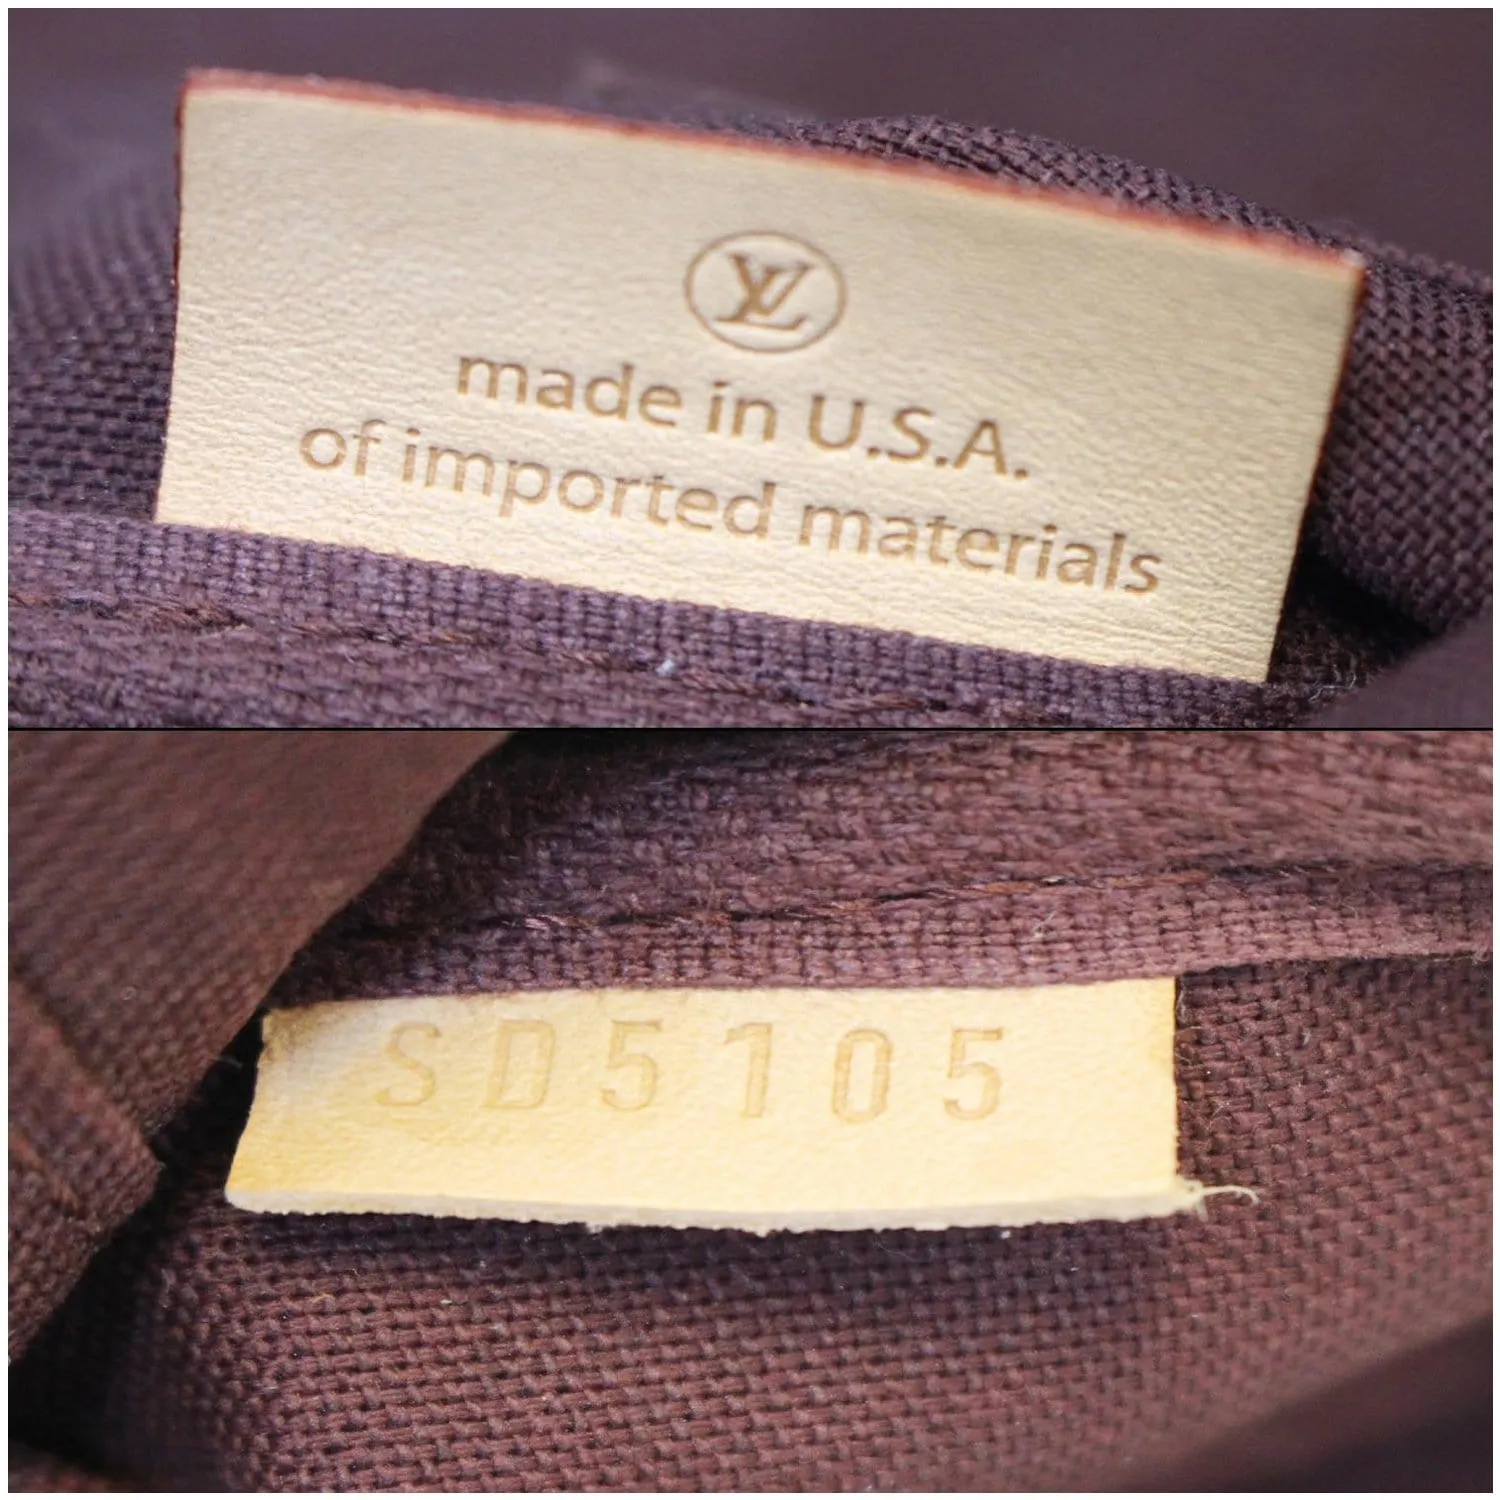 LV
made in U.S.A.
of imported materials
SD5105